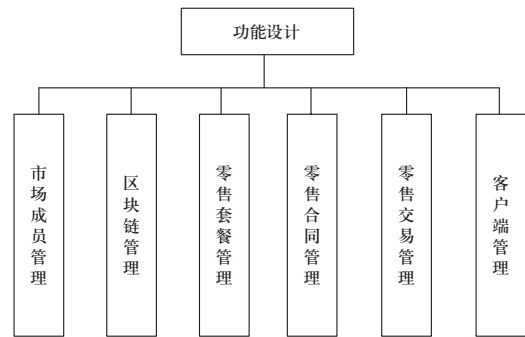 功能设计
市场成员管理
区块链管理
零售套餐管理
零售合同管理
零售交易管理
客户端管理